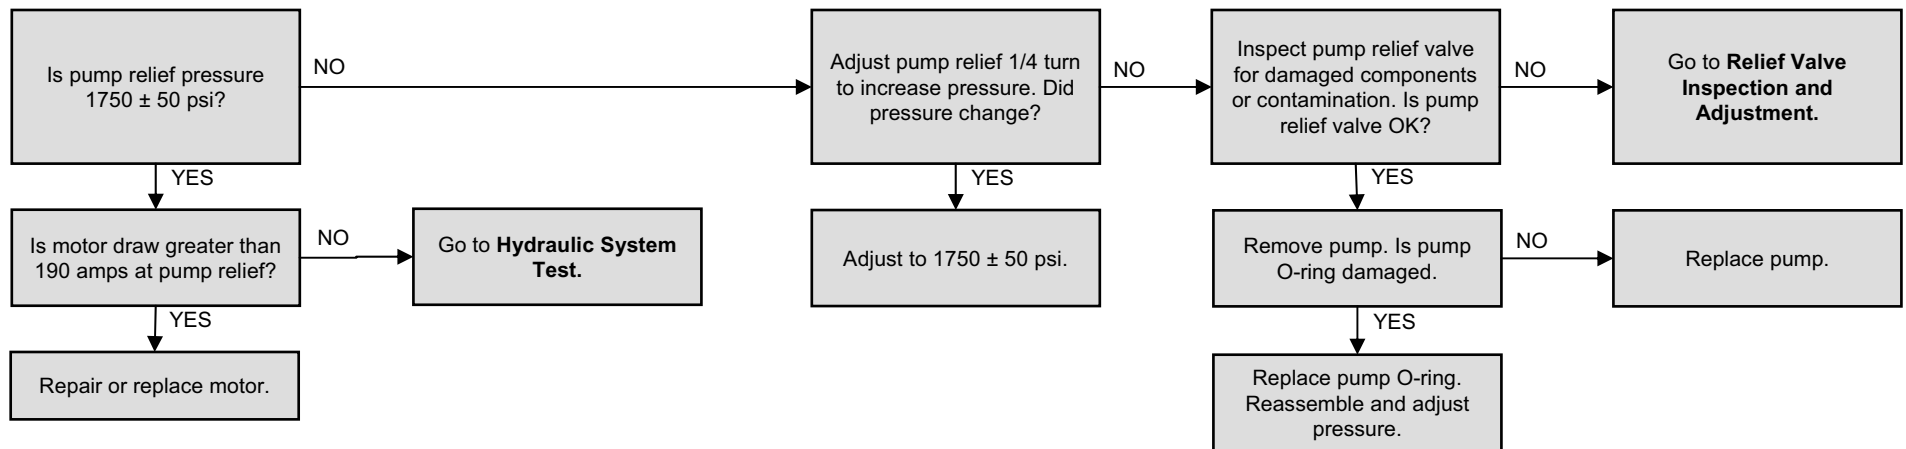 Is pump relief pressure
1750 ± 50 psi?
NO
Adjust pump relief 1/4 turn
to increase pressure. Did
pressure change?
NO
Inspect pump relief valve
for damaged components
or contamination. Is pump
relief valve OK?
NO
Go to Relief Valve
Inspection and
Adjustment.
YES
YES
YES
Is motor draw greater than
190 amps at pump relief?
NO
Go to Hydraulic System
Test.
Adjust to 1750 ± 50 psi.
Remove pump. Is pump
O-ring damaged.
NO
Replace pump.
YES
YES
Repair or replace motor.
Replace pump O-ring.
Reassemble and adjust
pressure.